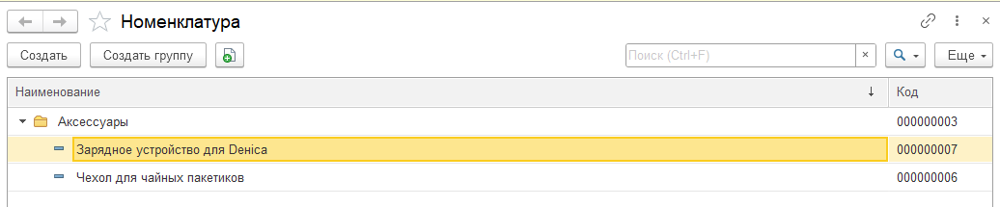 Номенклатура
Создать Создать группу Поиск (Ctrl+F) × Еще
Наименование ↓ Код
Аксессуары 000000003
Зарядное устройство для Denica 000000007
Чехол для чайных пакетиков 000000006